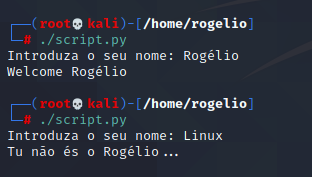 ┌──(root💀kali)-[/home/rogelio]
└─# ./script.py
Introduza o seu nome: Rogélio
Welcome Rogélio
┌──(root💀kali)-[/home/rogelio]
└─# ./script.py
Introduza o seu nome: Linux
Tu não és o Rogélio...